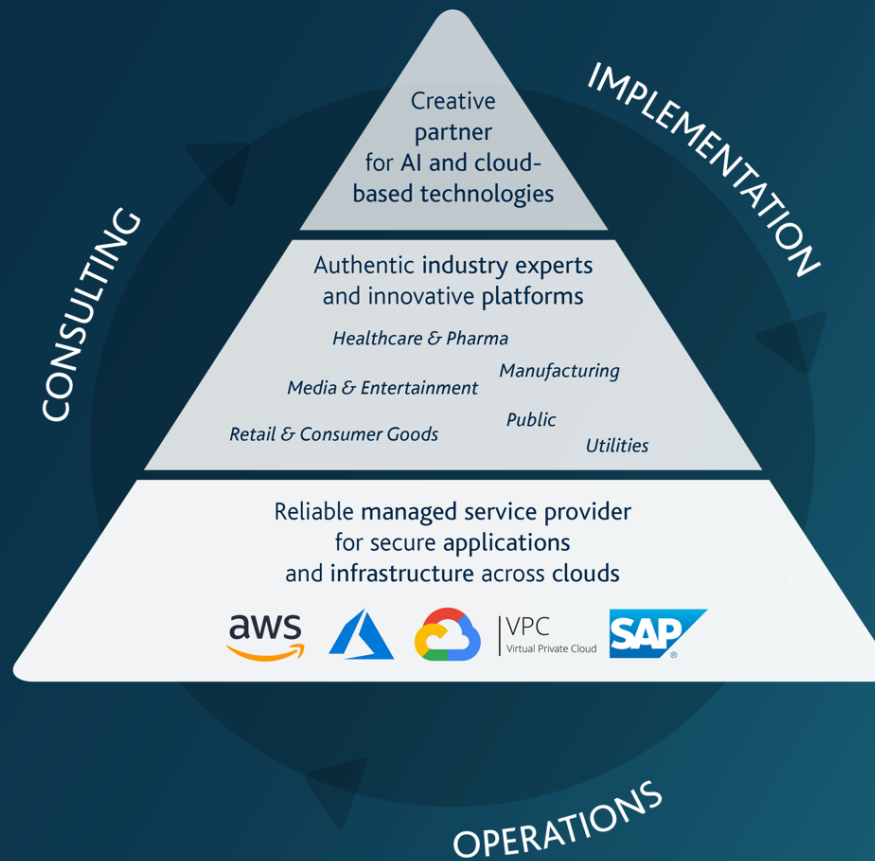 Creative
partner
for AI and cloud-
based technologies
IMPLEMENTATION
CONSULTING
Authentic industry experts
and innovative platforms
Healthcare & Pharma
Manufacturing
Media & Entertainment
Public
Retail & Consumer Goods
Utilities
Reliable managed service provider
for secure applications
and infrastructure across clouds
aws
VPC
Virtual Private Cloud
SAP®
OPERATIONS